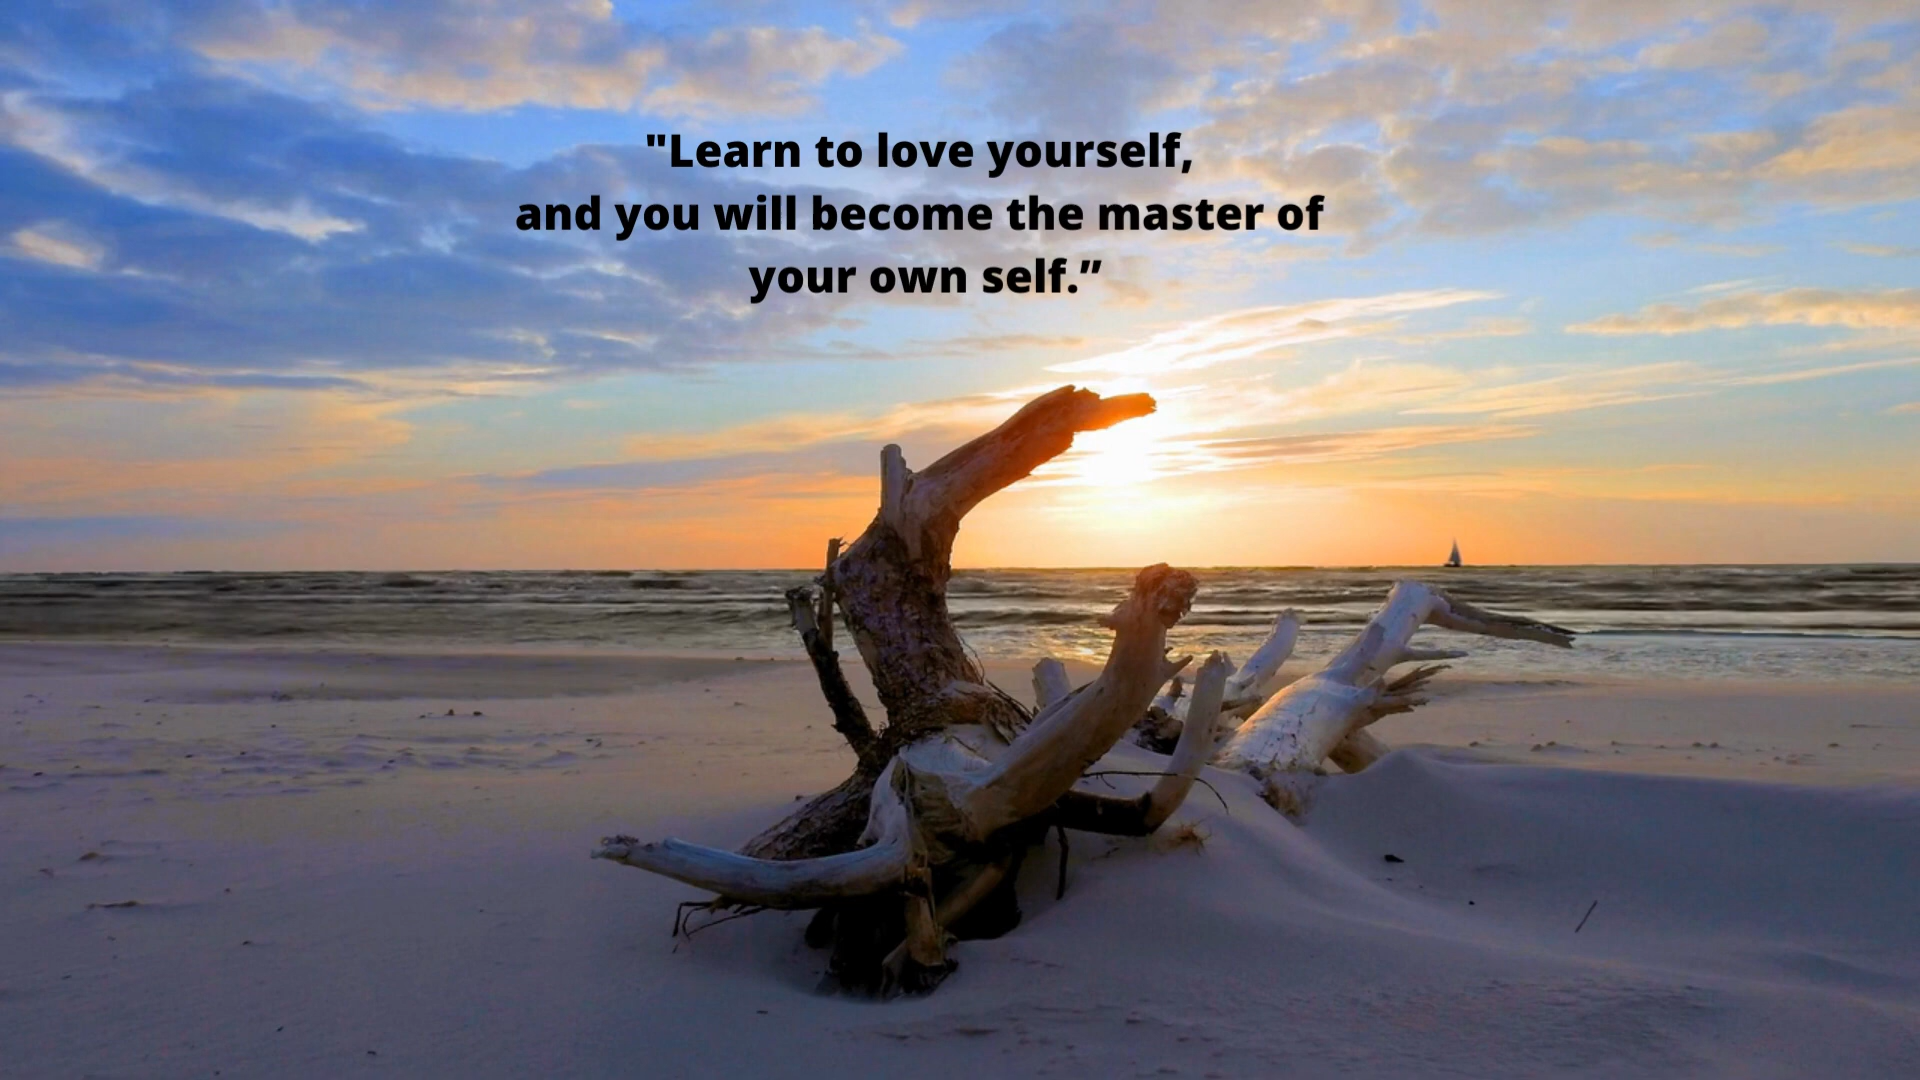 "Learn to love yourself,
and you will become the master of
your own self.”